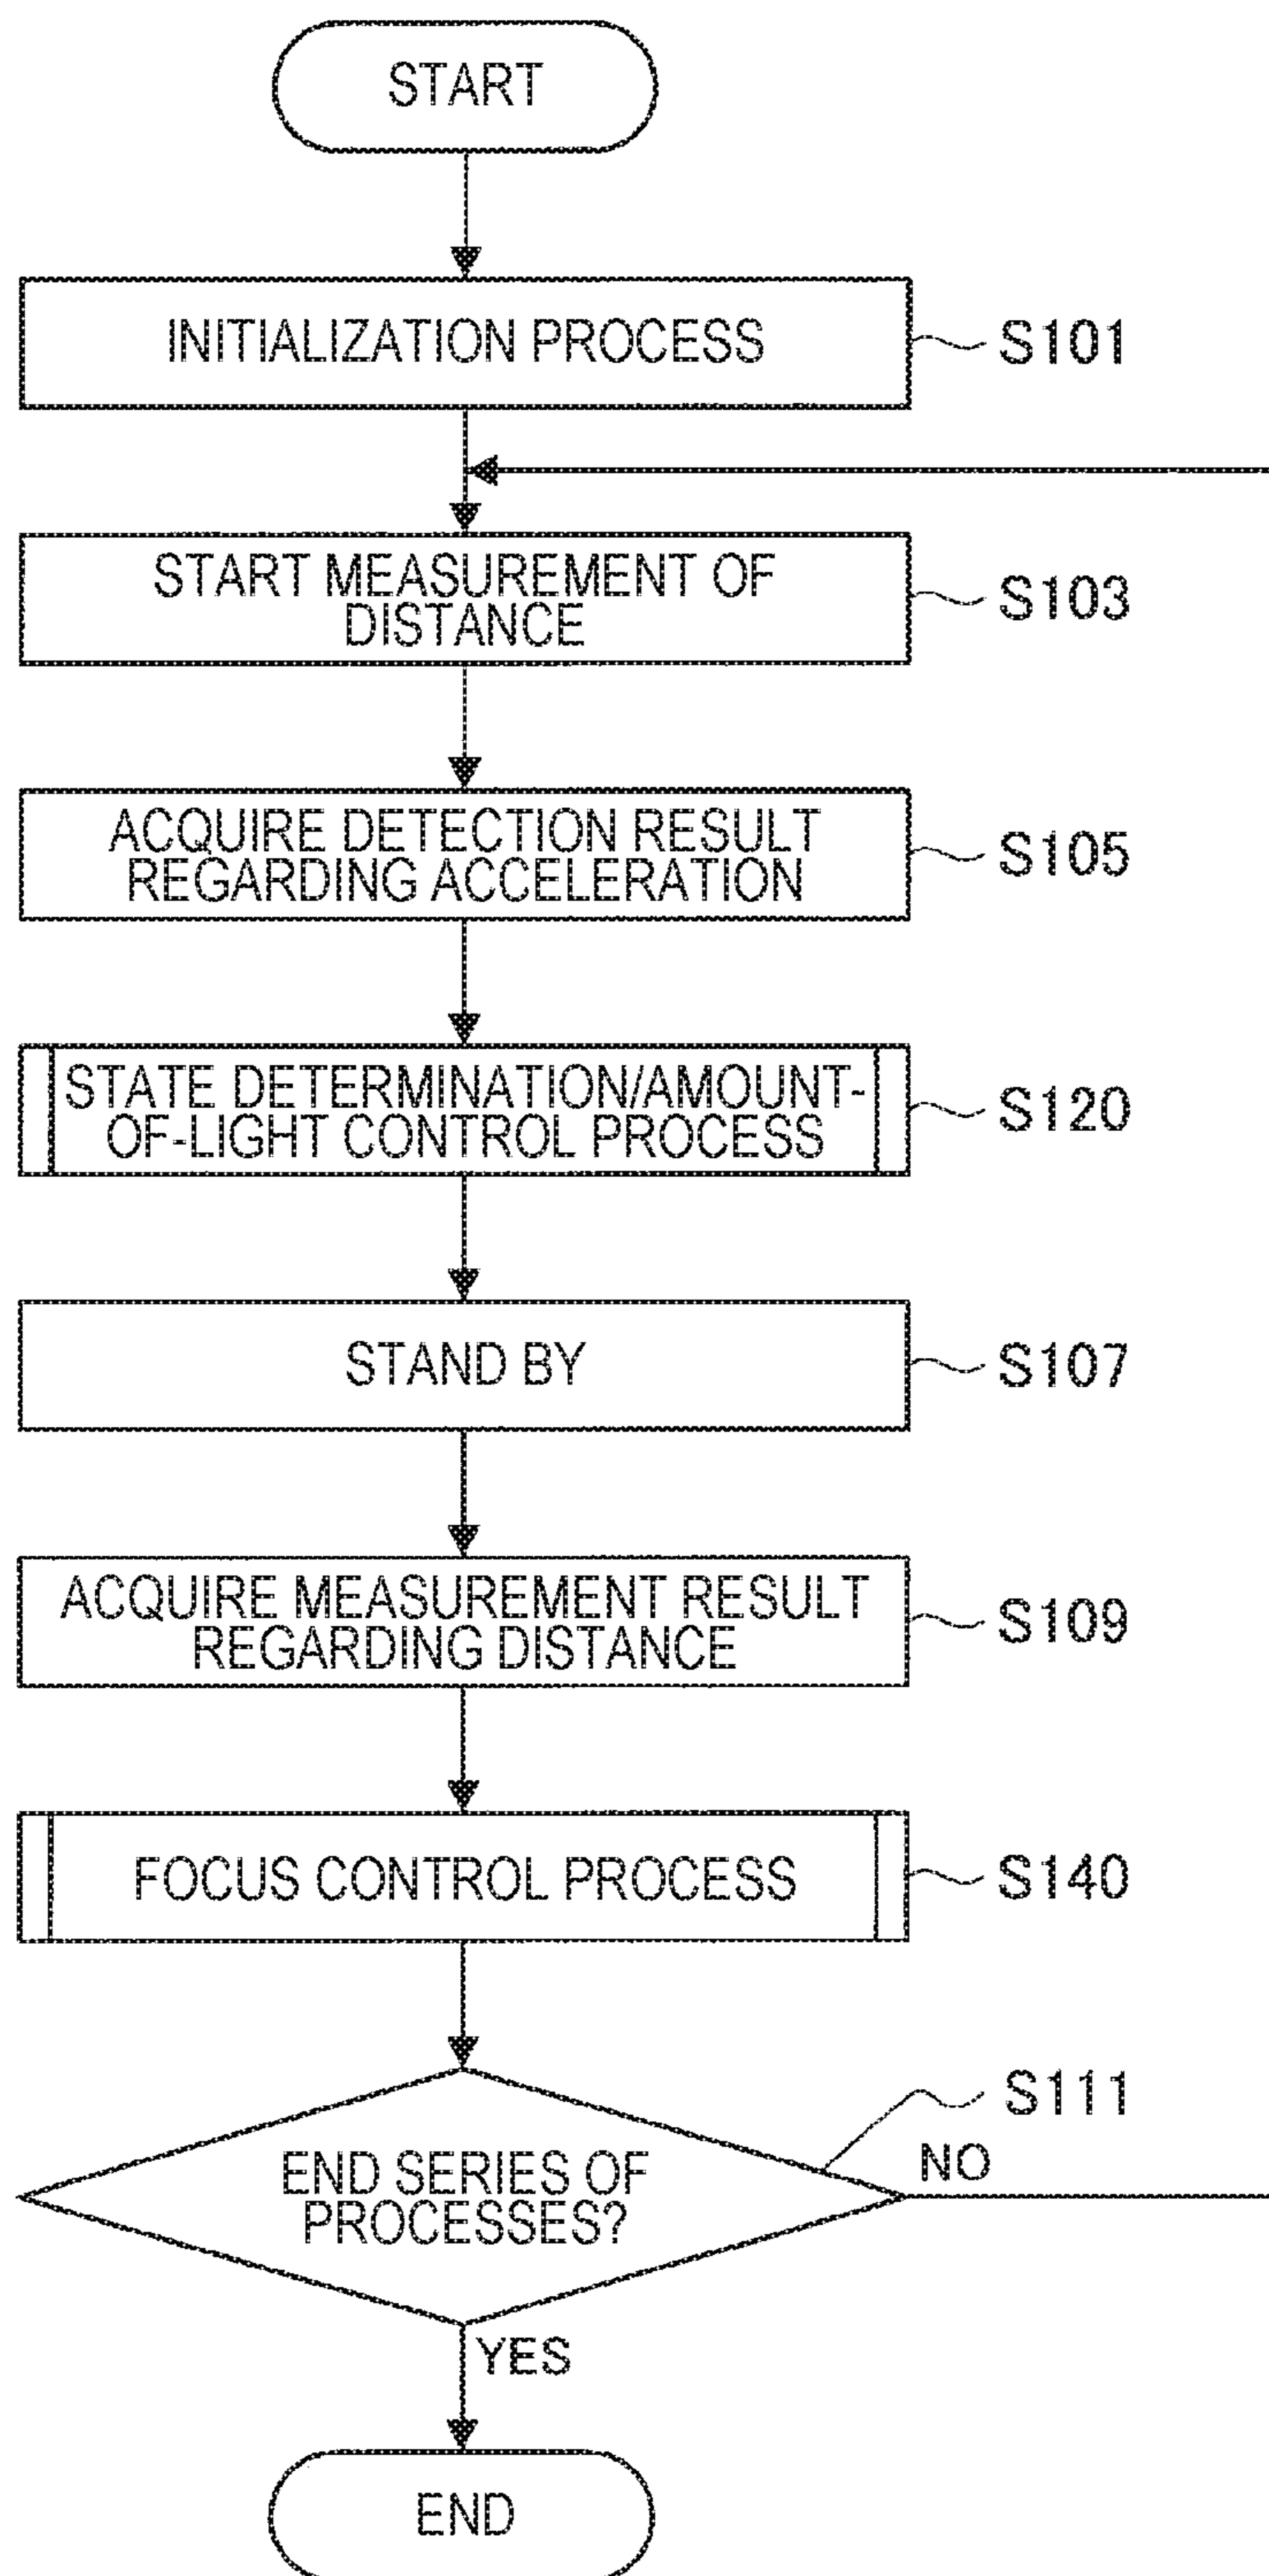 START
INITIALIZATION PROCESS
S101
START MEASUREMENT OF
DISTANCE
S103
ACQUIRE DETECTION RESULT
REGARDING ACCELERATION
S105
STATE DETERMINATION/AMOUNT-
OF-LIGHT CONTROL PROCESS
S120
STAND BY
S107
ACQUIRE MEASUREMENT RESULT
REGARDING DISTANCE
S109
FOCUS CONTROL PROCESS
S140
S111
END SERIES OF
PROCESSES?
NO
YES
END